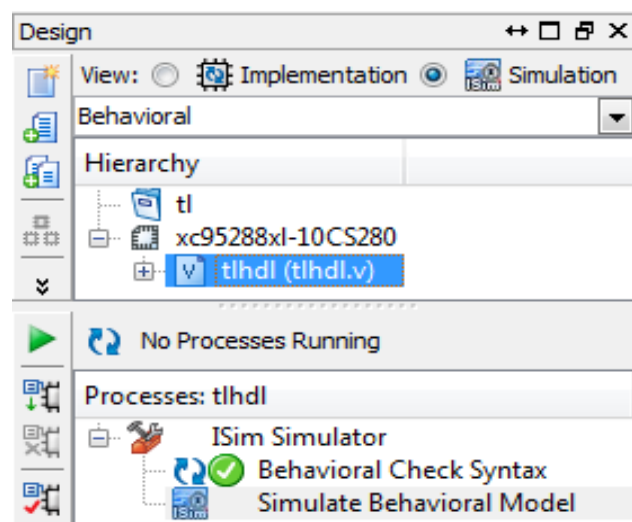 Design
View: Implementation Simulation
Behavioral
Hierarchy
tl
xc95288xl-10CS280
V tlhdl (tlhdl.v)
No Processes Running
Processes: tlhdl
ISim Simulator
Behavioral Check Syntax
ISim Simulate Behavioral Model